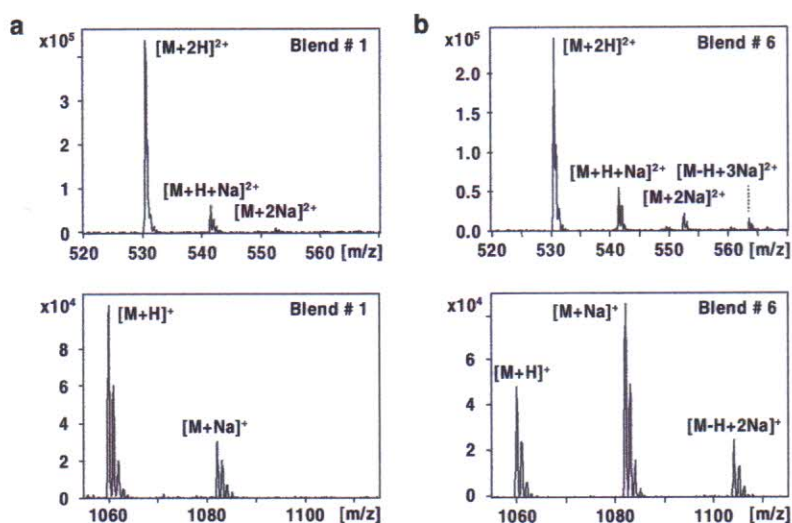 a
x10⁵
[M+2H]²⁺
Blend # 1
4
3
2
1
0
[M+H+Na]²⁺
[M+2Na]²⁺
520 530 540 550 560 [m/z]
x10⁴
[M+H]⁺
Blend # 1
8
6
4
2
0
[M+Na]⁺
1060 1080 1100 [m/z]
b
x10⁵
[M+2H]²⁺
Blend # 6
2.0
1.5
1.0
0.5
0.0
[M+H+Na]²⁺
[M-H+3Na]²⁺
[M+2Na]²⁺
520 530 540 550 560 [m/z]
x10⁴
[M+Na]⁺
Blend # 6
6
4
2
0
[M+H]⁺
[M-H+2Na]⁺
1060 1080 1100 [m/z]